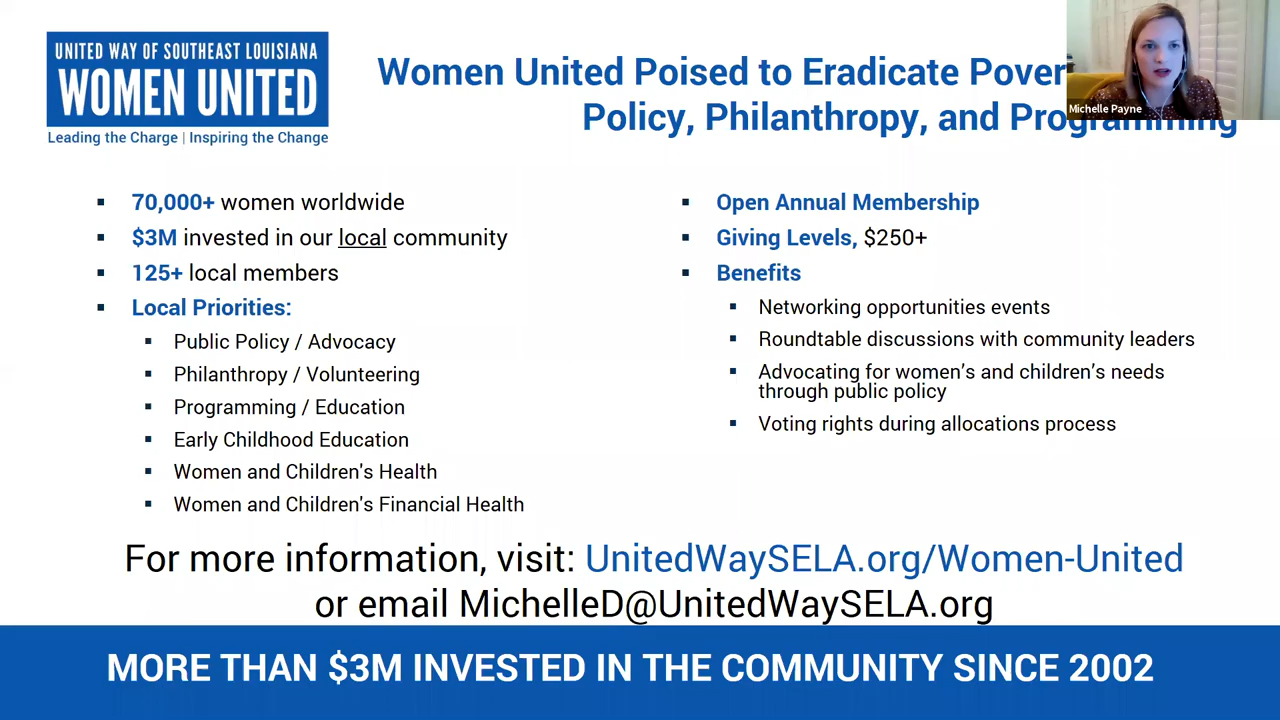 UNITED WAY OF SOUTHEAST LOUISIANA
WOMEN UNITED
Leading the Charge | Inspiring the Change
Women United Poised to Eradicate Pover
Policy, Philanthropy, and Programming
Michelle Payne
70,000+ women worldwide
$3M invested in our local community
125+ local members
Local Priorities:
Public Policy / Advocacy
Philanthropy / Volunteering
Programming / Education
Early Childhood Education
Women and Children's Health
Women and Children's Financial Health
Open Annual Membership
Giving Levels, $250+
Benefits
Networking opportunities events
Roundtable discussions with community leaders
Advocating for women's and children's needs
through public policy
Voting rights during allocations process
For more information, visit: UnitedWaySELA.org/Women-United
or email MichelleD@UnitedWaySELA.org
MORE THAN $3M INVESTED IN THE COMMUNITY SINCE 2002